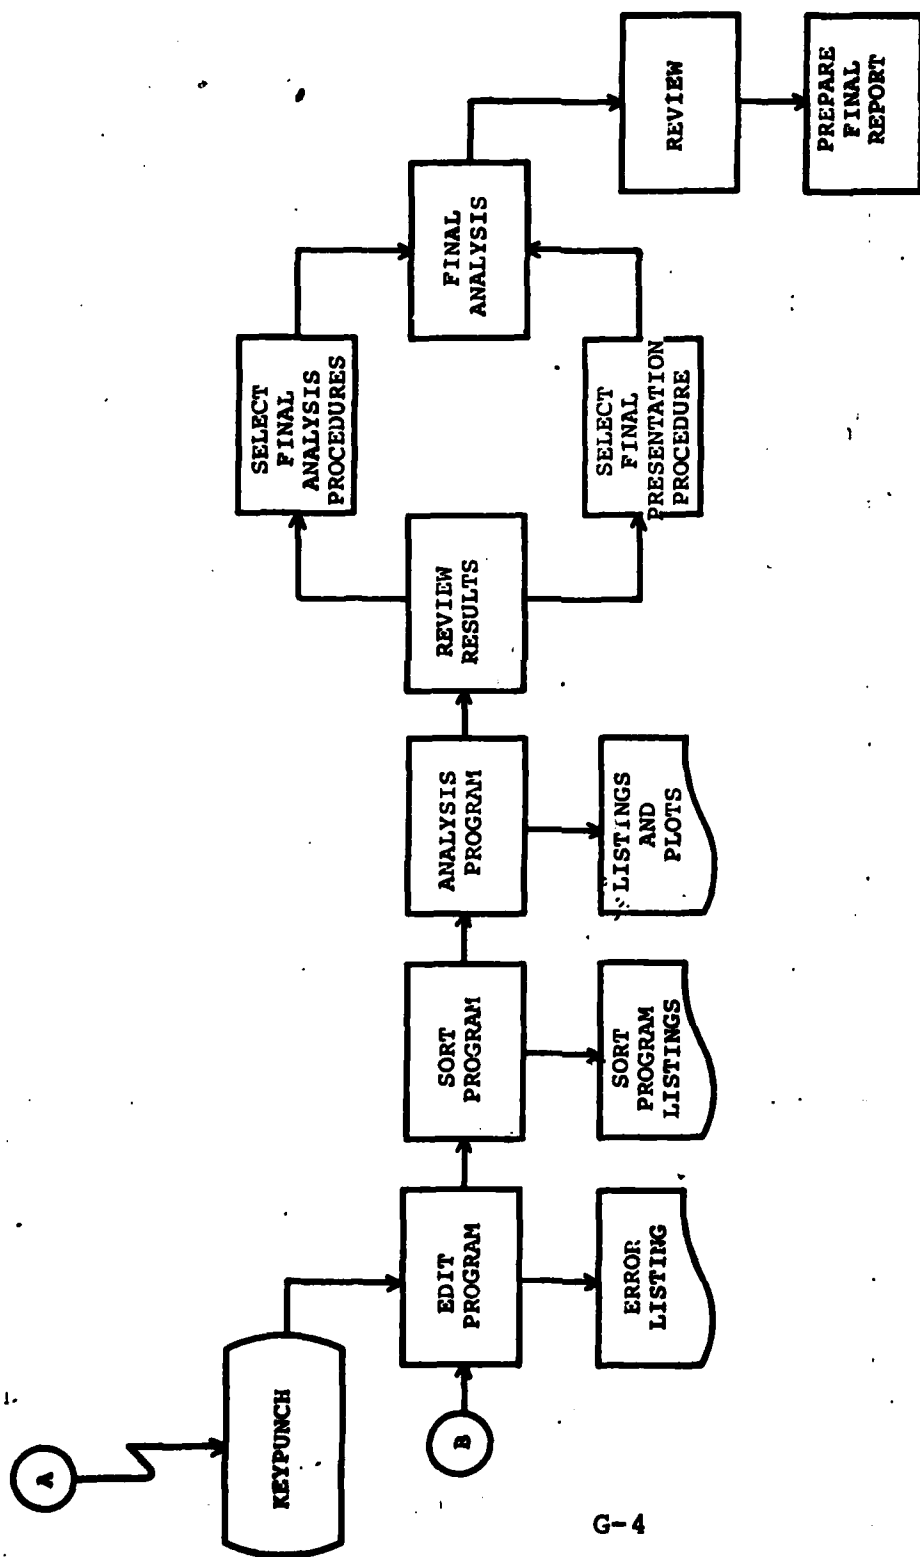 A
KEYPUNCH
B
EDIT
PROGRAM
ERROR
LISTING
SORT
PROGRAM
SORT
PROGRAM
LISTINGS
ANALYSIS
PROGRAM
LISTINGS
AND
PLOTS
REVIEW
RESULTS
SELECT
FINAL
ANALYSIS
PROCEDURES
SELECT
FINAL
PRESENTATION
PROCEDURE
FINAL
ANALYSIS
REVIEW
PREPARE
FINAL
REPORT
G-4